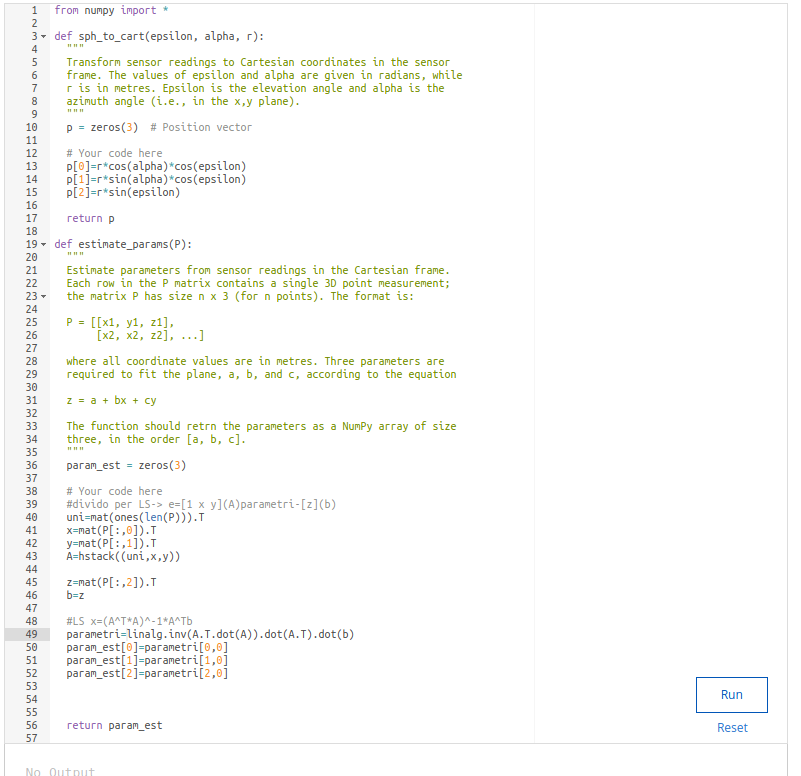 1 from numpy import *
2
3 def sph_to_cart(epsilon, alpha, r):
4   """
5   Transform sensor readings to Cartesian coordinates in the sensor
6   frame. The values of epsilon and alpha are given in radians, while
7   r is in metres. Epsilon is the elevation angle and alpha is the
8   azimuth angle (i.e., in the x,y plane).
9   """
10   p = zeros(3)  # Position vector
11
12   # Your code here
13   p[0]=r*cos(alpha)*cos(epsilon)
14   p[1]=r*sin(alpha)*cos(epsilon)
15   p[2]=r*sin(epsilon)
16
17   return p
18
19 def estimate_params(P):
20   """
21   Estimate parameters from sensor readings in the Cartesian frame.
22   Each row in the P matrix contains a single 3D point measurement;
23   the matrix P has size n x 3 (for n points). The format is:
24
25   P = [[x1, y1, z1],
26        [x2, x2, z2], ...]
27
28   where all coordinate values are in metres. Three parameters are
29   required to fit the plane, a, b, and c, according to the equation
30
31   z = a + bx + cy
32
33   The function should retrn the parameters as a NumPy array of size
34   three, in the order [a, b, c].
35   """
36   param_est = zeros(3)
37
38   # Your code here
39   #divido per LS-> e=[1 x y](A)parametri-[z](b)
40   uni=mat(ones(len(P))).T
41   x=mat(P[:,0]).T
42   y=mat(P[:,1]).T
43   A=hstack((uni,x,y))
44
45   z=mat(P[:,2]).T
46   b=z
47
48   #LS x=(A^T*A)^-1*A^Tb
49   parametri=linalg.inv(A.T.dot(A)).dot(A.T).dot(b)
50   param_est[0]=parametri[0,0]
51   param_est[1]=parametri[1,0]
52   param_est[2]=parametri[2,0]
53
54
55
56   return param_est
57
Run
Reset
No Output